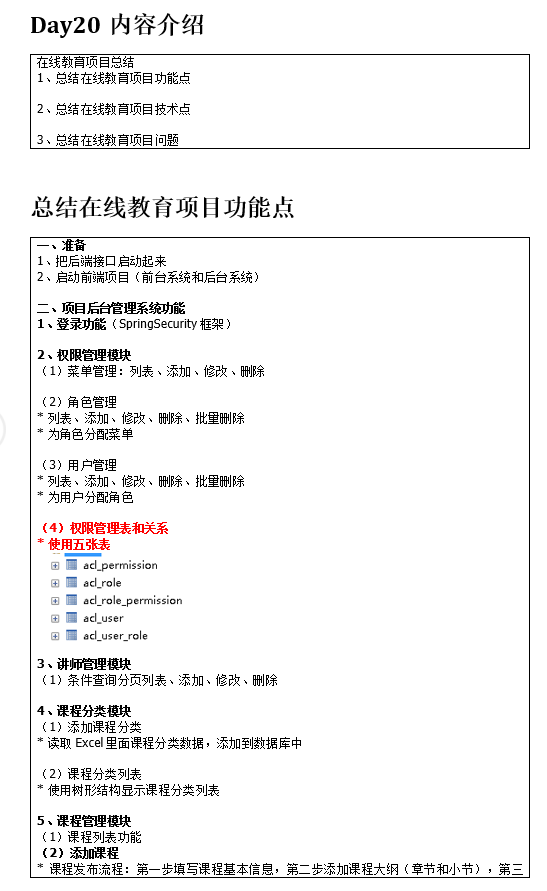 Day20 内容介绍
在线教育项目总结
1、总结在线教育项目功能点
2、总结在线教育项目技术点
3、总结在线教育项目问题
总结在线教育项目功能点
一、准备
1、把后端接口启动起来
2、启动前端项目（前台系统和后台系统）
二、项目后台管理系统功能
1、登录功能（SpringSecurity 框架）
2、权限管理模块
（1）菜单管理：列表、添加、修改、删除
（2）角色管理
* 列表、添加、修改、删除、批量删除
* 为角色分配菜单
（3）用户管理
* 列表、添加、修改、删除、批量删除
* 为用户分配角色
（4）权限管理表和关系
* 使用五张表
acl_permission
acl_role
acl_role_permission
acl_user
acl_user_role
3、讲师管理模块
（1）条件查询分页列表、添加、修改、删除
4、课程分类模块
（1）添加课程分类
* 读取 Excel 里面课程分类数据，添加到数据库中
（2）课程分类列表
* 使用树形结构显示课程分类列表
5、课程管理模块
（1）课程列表功能
（2）添加课程
* 课程发布流程：第一步填写课程基本信息，第二步添加课程大纲（章节和小节），第三